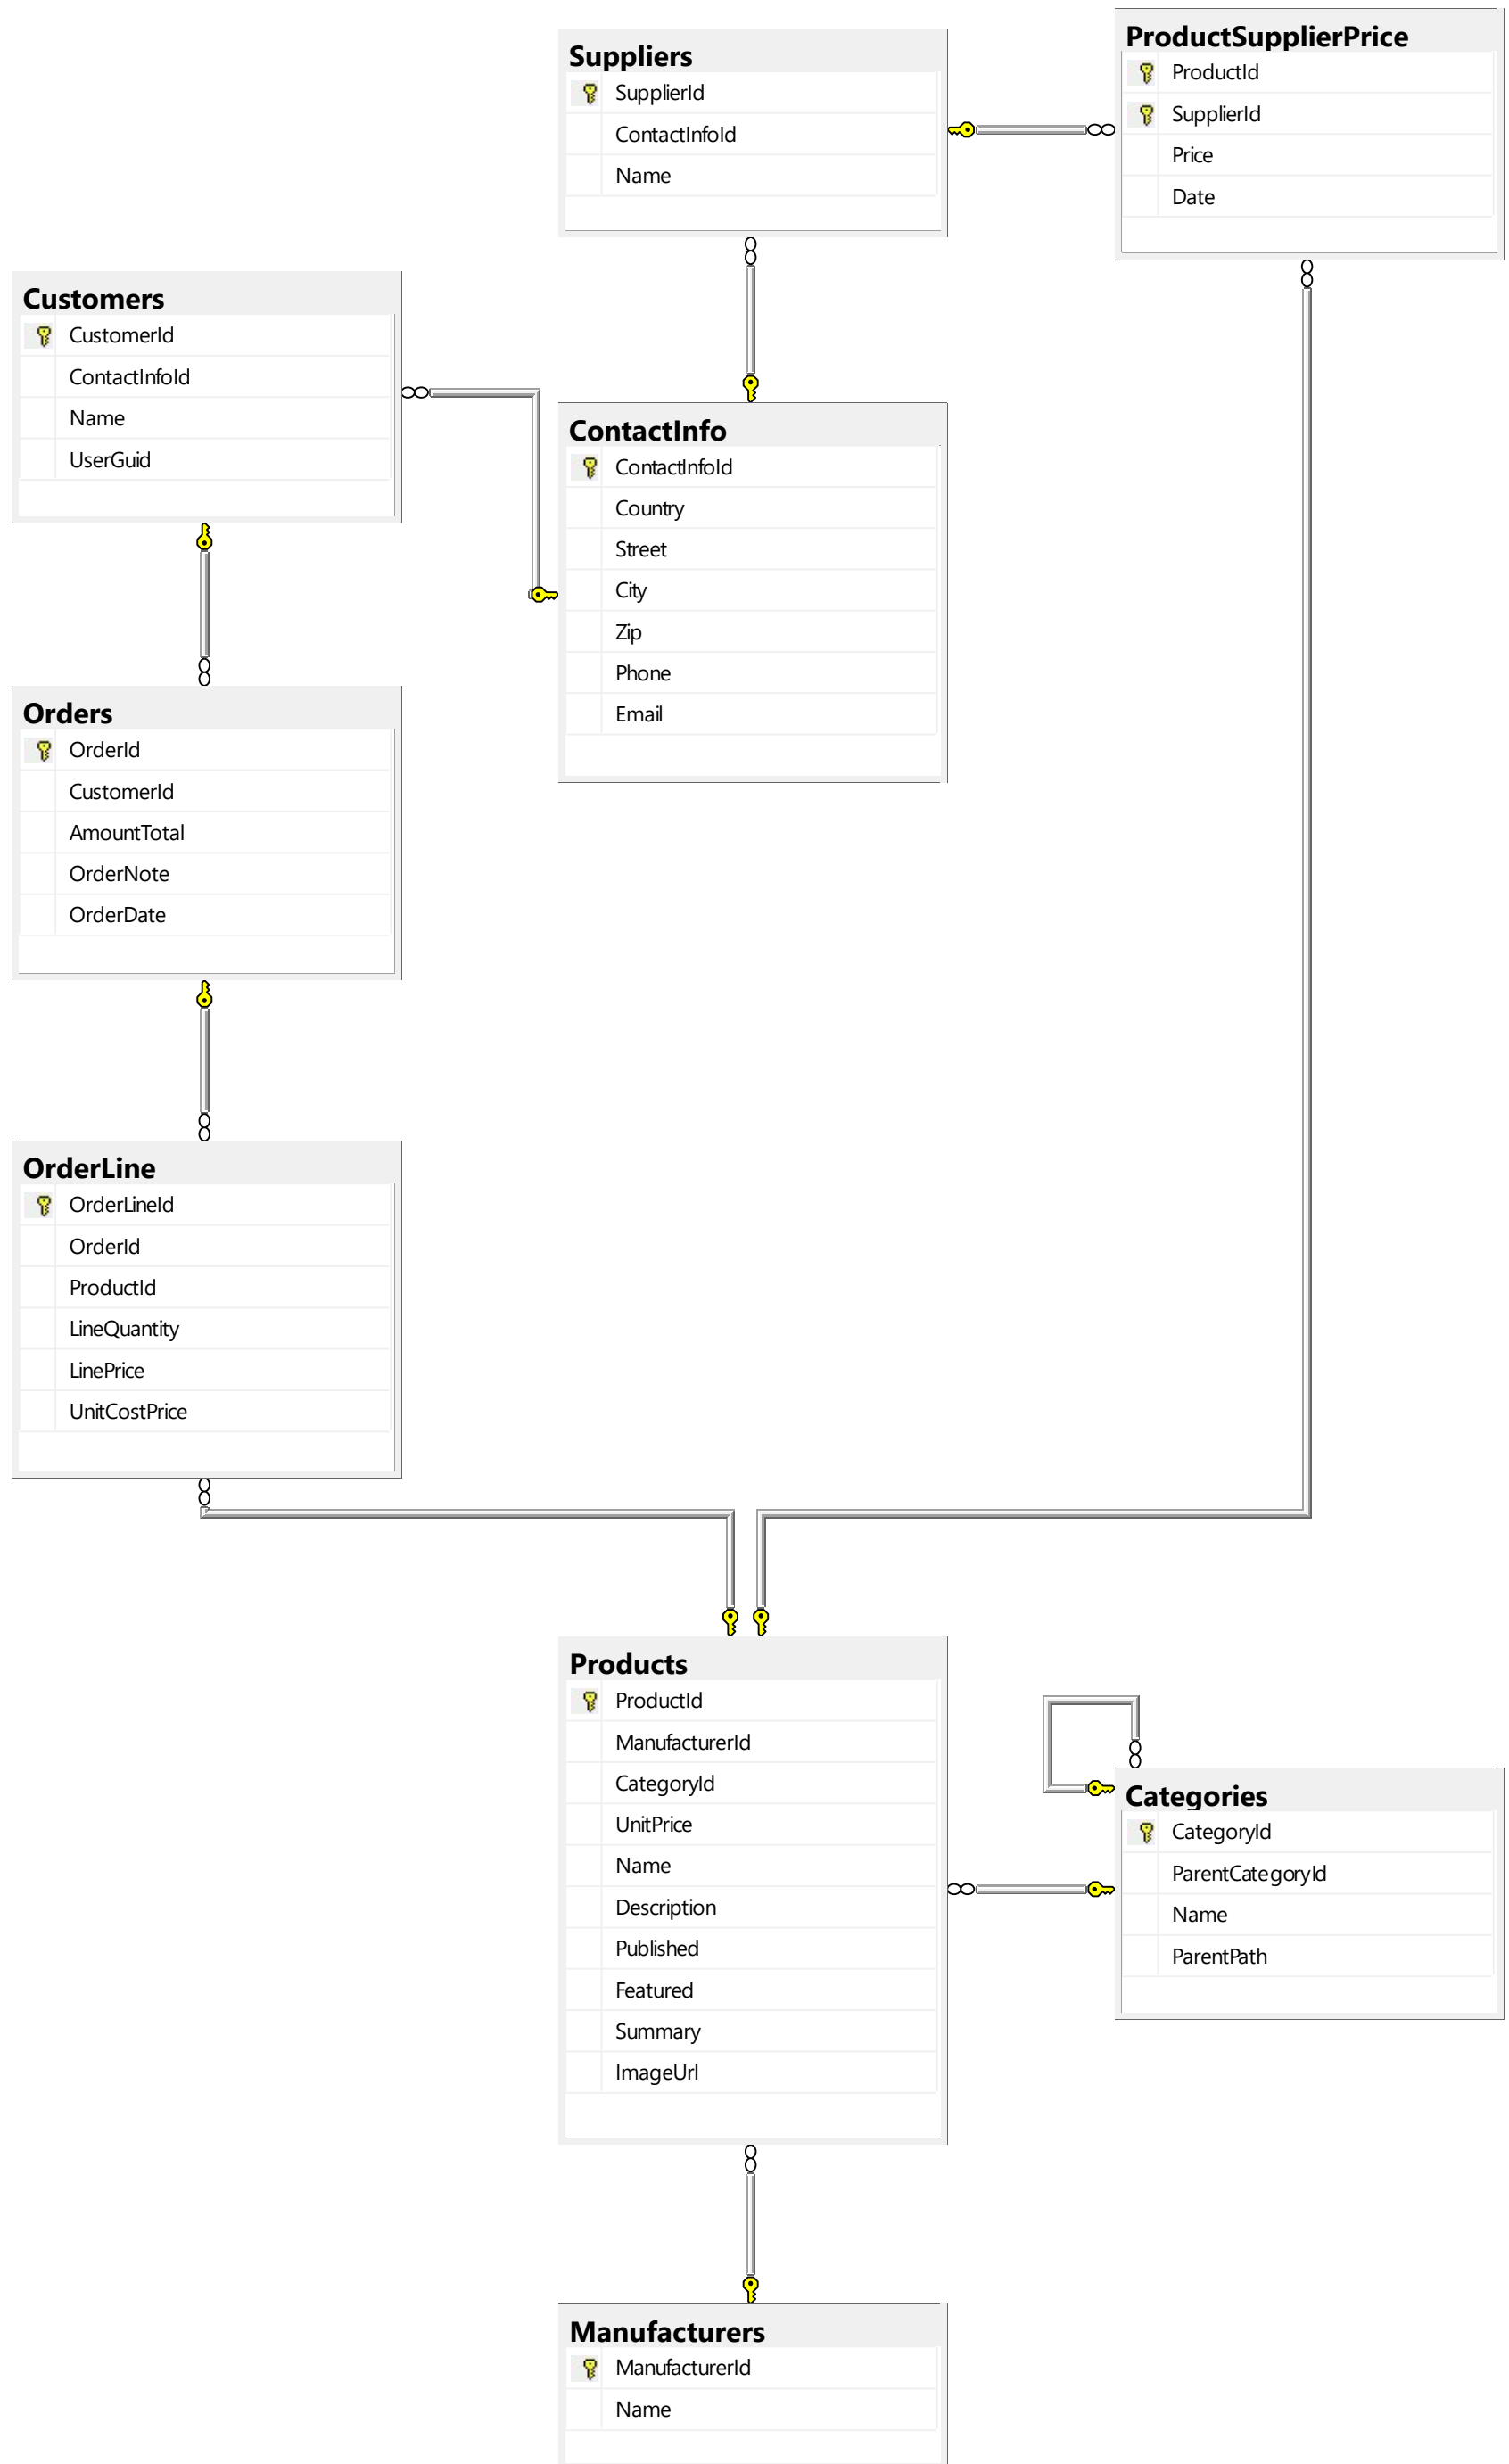 Suppliers
SupplierId
ContactInfoId
Name
ProductSupplierPrice
ProductId
SupplierId
Price
Date
Customers
CustomerId
ContactInfoId
Name
UserGuid
ContactInfo
ContactInfoId
Country
Street
City
Zip
Phone
Email
Orders
OrderId
CustomerId
AmountTotal
OrderNote
OrderDate
OrderLine
OrderLineId
OrderId
ProductId
LineQuantity
LinePrice
UnitCostPrice
Products
ProductId
ManufacturerId
CategoryId
UnitPrice
Name
Description
Published
Featured
Summary
ImageUrl
Categories
CategoryId
ParentCategoryId
Name
ParentPath
Manufacturers
ManufacturerId
Name